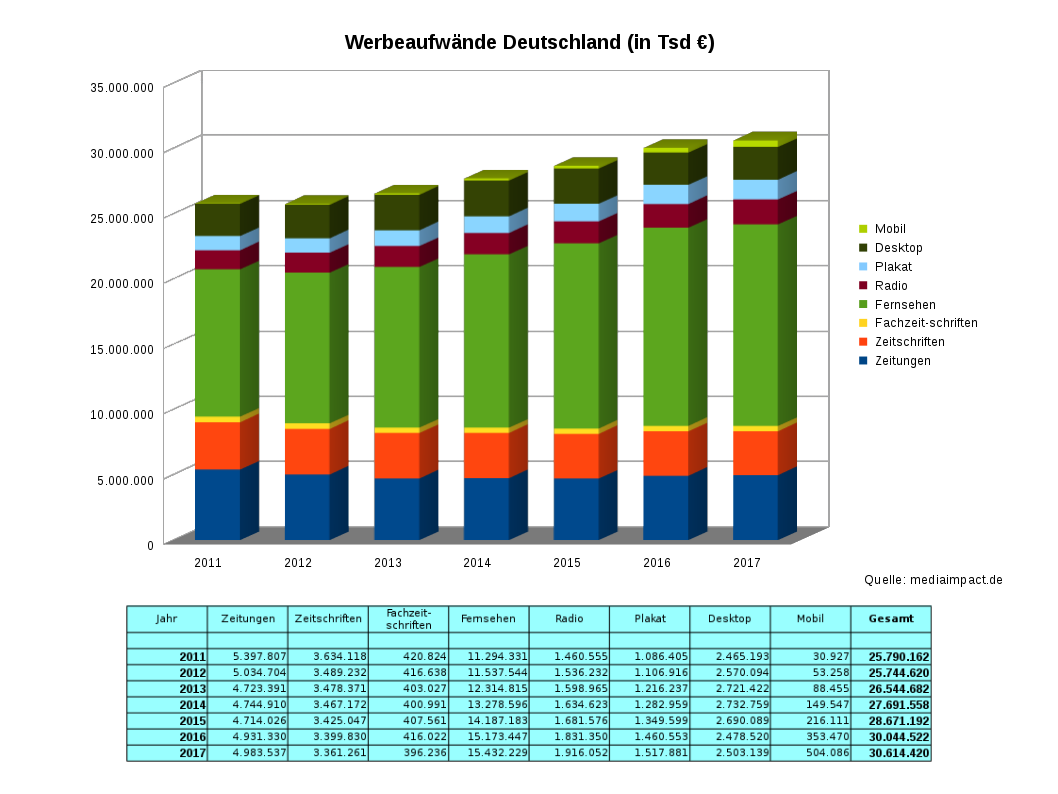 Werbeaufwände Deutschland (in Tsd €)
35.000.000
30.000.000
25.000.000
20.000.000
15.000.000
10.000.000
5.000.000
0
2011 2012 2013 2014 2015 2016 2017
Mobil
Desktop
Plakat
Radio
Fernsehen
Fachzeit-schriften
Zeitschriften
Zeitungen
Quelle: mediaimpact.de
Jahr Zeitungen Zeitschriften Fachzeit-schriften Fernsehen Radio Plakat Desktop Mobil Gesamt
2011 5.397.807 3.634.118 420.824 11.294.331 1.460.555 1.086.405 2.465.193 30.927 25.790.162
2012 5.034.704 3.489.232 416.638 11.537.544 1.536.232 1.106.916 2.570.094 53.258 25.744.620
2013 4.723.391 3.478.371 403.027 12.314.815 1.598.965 1.216.237 2.721.422 88.455 26.544.682
2014 4.744.910 3.467.172 400.991 13.278.596 1.634.623 1.282.959 2.732.759 149.547 27.691.558
2015 4.714.026 3.425.047 407.561 14.187.183 1.681.576 1.349.599 2.690.089 216.111 28.671.192
2016 4.931.330 3.399.830 416.022 15.173.447 1.831.350 1.460.553 2.478.520 353.470 30.044.522
2017 4.983.537 3.361.261 396.236 15.432.229 1.916.052 1.517.881 2.503.139 504.086 30.614.420